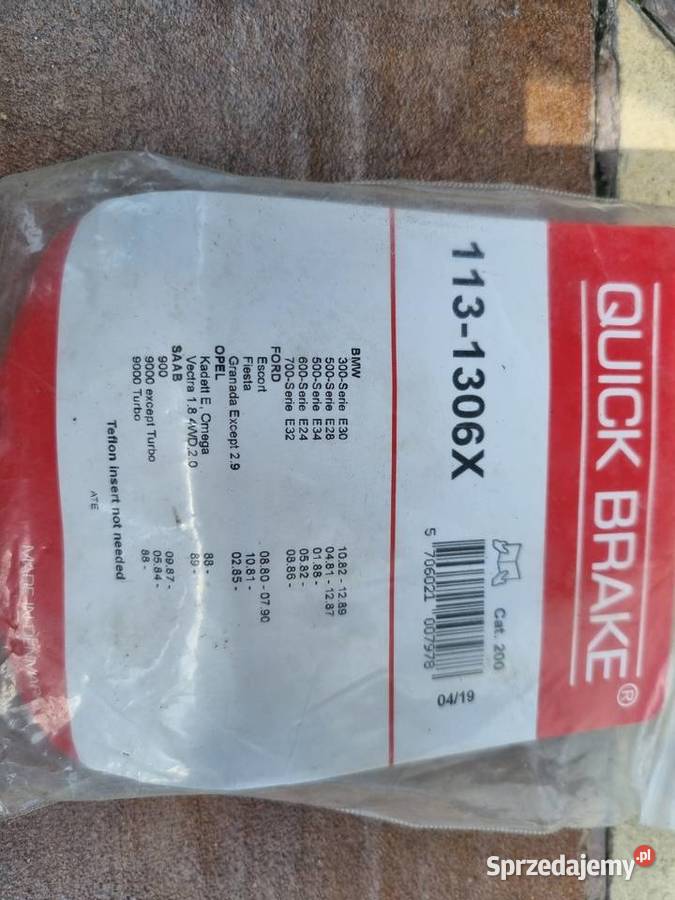 QUICK BRAKE®
113-1306X
Cat. 200
5 706021 007978
04/19
BMW
300-Serie E30 10.82 - 12.89
500-Serie E28 04.81 - 12.87
500-Serie E34 01.88 -
600-Serie E24 05.82 -
700-Serie E32 08.86 -
FORD
Escort 08.80 - 07.90
Fiesta 10.81 -
Granada Except 2.9 02.85 -
OPEL
Kadett E, Omega 88 -
Vectra 1.8 4WD,2.0 89 -
SAAB
900 09.87 -
9000 except Turbo 05.84 -
9000 Turbo 88 -
Teflon insert not needed
ATE
MADE IN
Sprzedajemy.pl